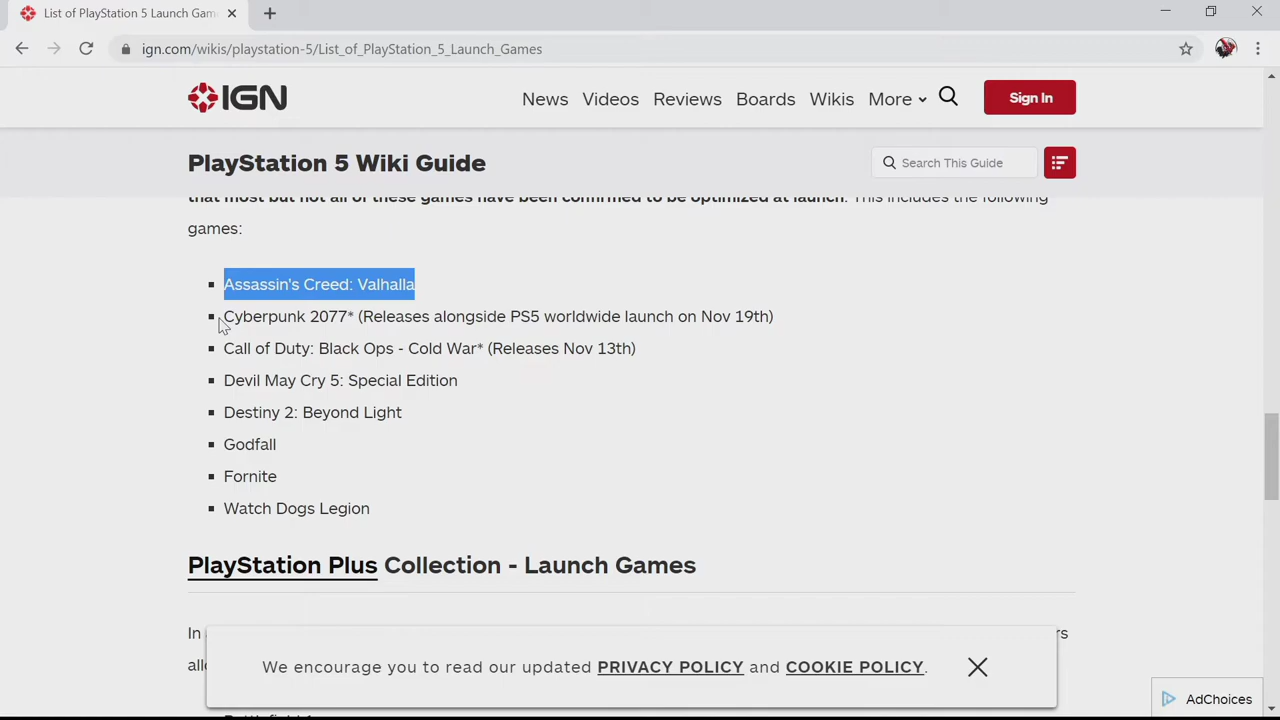 List of PlayStation 5 Launch Gam
ign.com/wikis/playstation-5/List_of_PlayStation_5_Launch_Games
IGN
News Videos Reviews Boards Wikis More
Sign In
PlayStation 5 Wiki Guide
Search This Guide
that most but not all of these games have been confirmed to be optimized at launch. This includes the following
games:
Assassin's Creed: Valhalla
Cyberpunk 2077* (Releases alongside PS5 worldwide launch on Nov 19th)
Call of Duty: Black Ops - Cold War* (Releases Nov 13th)
Devil May Cry 5: Special Edition
Destiny 2: Beyond Light
Godfall
Fornite
Watch Dogs Legion
PlayStation Plus Collection - Launch Games
In
We encourage you to read our updated PRIVACY POLICY and COOKIE POLICY.
AdChoices